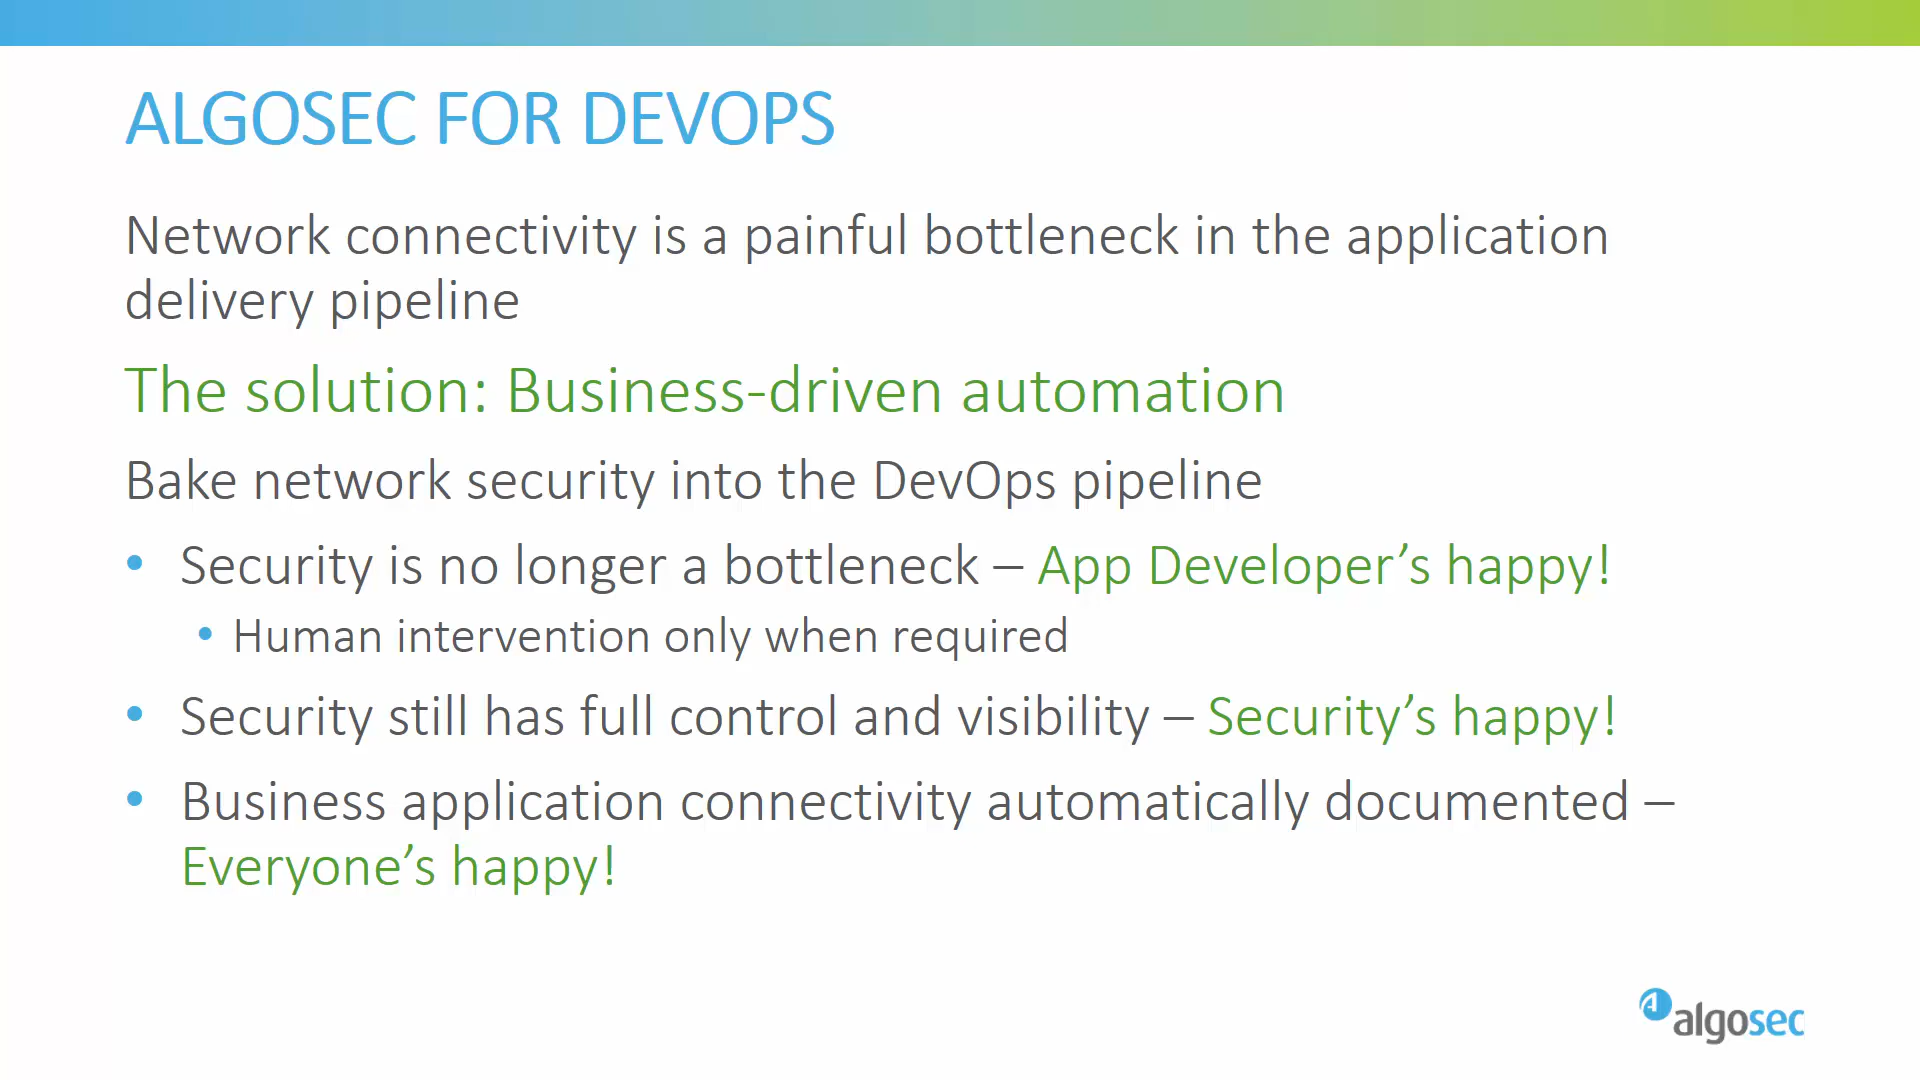 ALGOSEC FOR DEVOPS
Network connectivity is a painful bottleneck in the application
delivery pipeline
The solution: Business-driven automation
Bake network security into the DevOps pipeline
• Security is no longer a bottleneck – App Developer’s happy!
• Human intervention only when required
• Security still has full control and visibility – Security’s happy!
• Business application connectivity automatically documented –
Everyone’s happy!
algosec